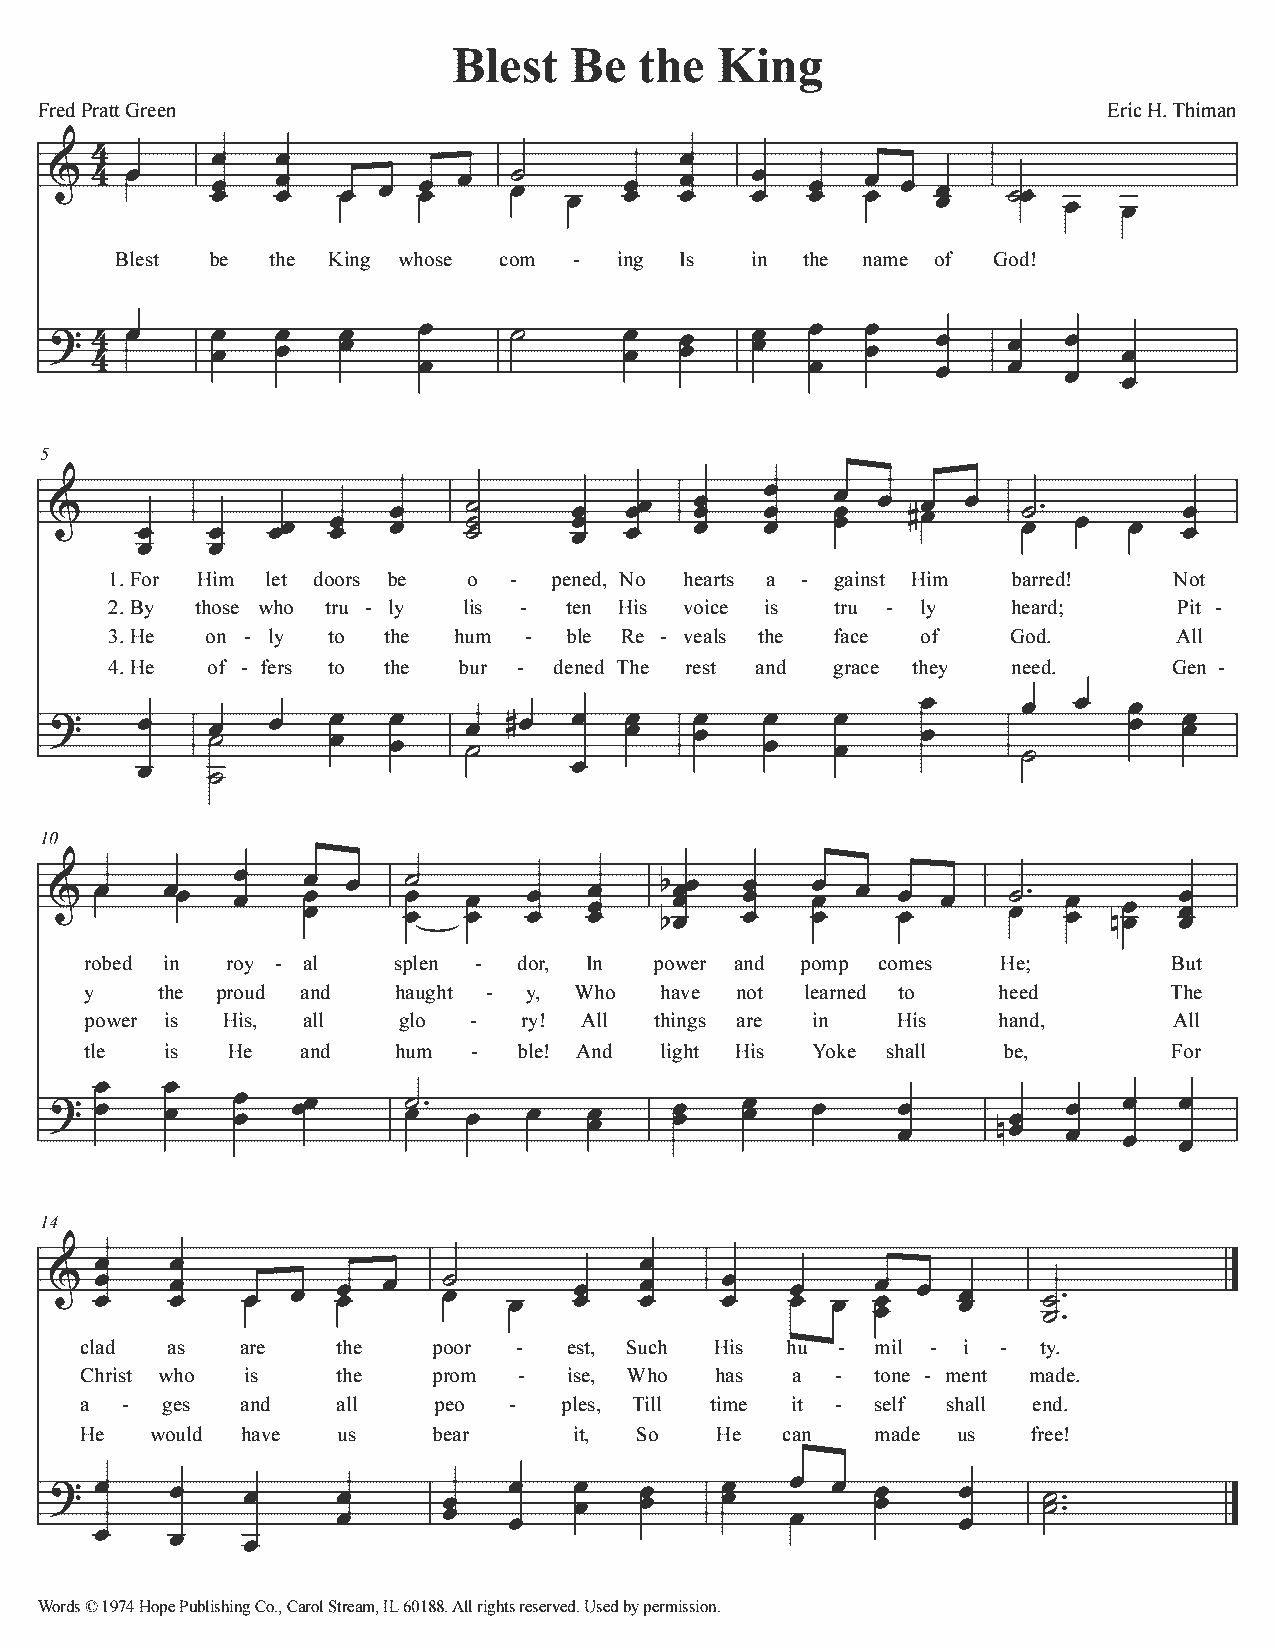 Blest Be the King
Fred Pratt Green Eric H. Thiman
Blest be the King whose com - ing Is in the name of God!
5
1. For Him let doors be o - pened, No hearts a - gainst Him barred! Not
2. By those who tru - ly lis - ten His voice is tru - ly heard; Pit -
3. He on - ly to the hum - ble Re - veals the face of God. All
4. He of - fers to the bur - dened The rest and grace they need. Gen -
10
robed in roy - al splen - dor, In power and pomp comes He; But
y the proud and haught - y, Who have not learned to heed The
power is His, all glo - ry! All things are in His hand, All
tle is He and hum - ble! And light His Yoke shall be, For
14
clad as are the poor - est, Such His hu - mil - i - ty.
Christ who is the prom - ise, Who has a - tone - ment made.
a - ges and all peo - ples, Till time it - self shall end.
He would have us bear it, So He can made us free!
Words © 1974 Hope Publishing Co., Carol Stream, IL 60188. All rights reserved. Used by permission.